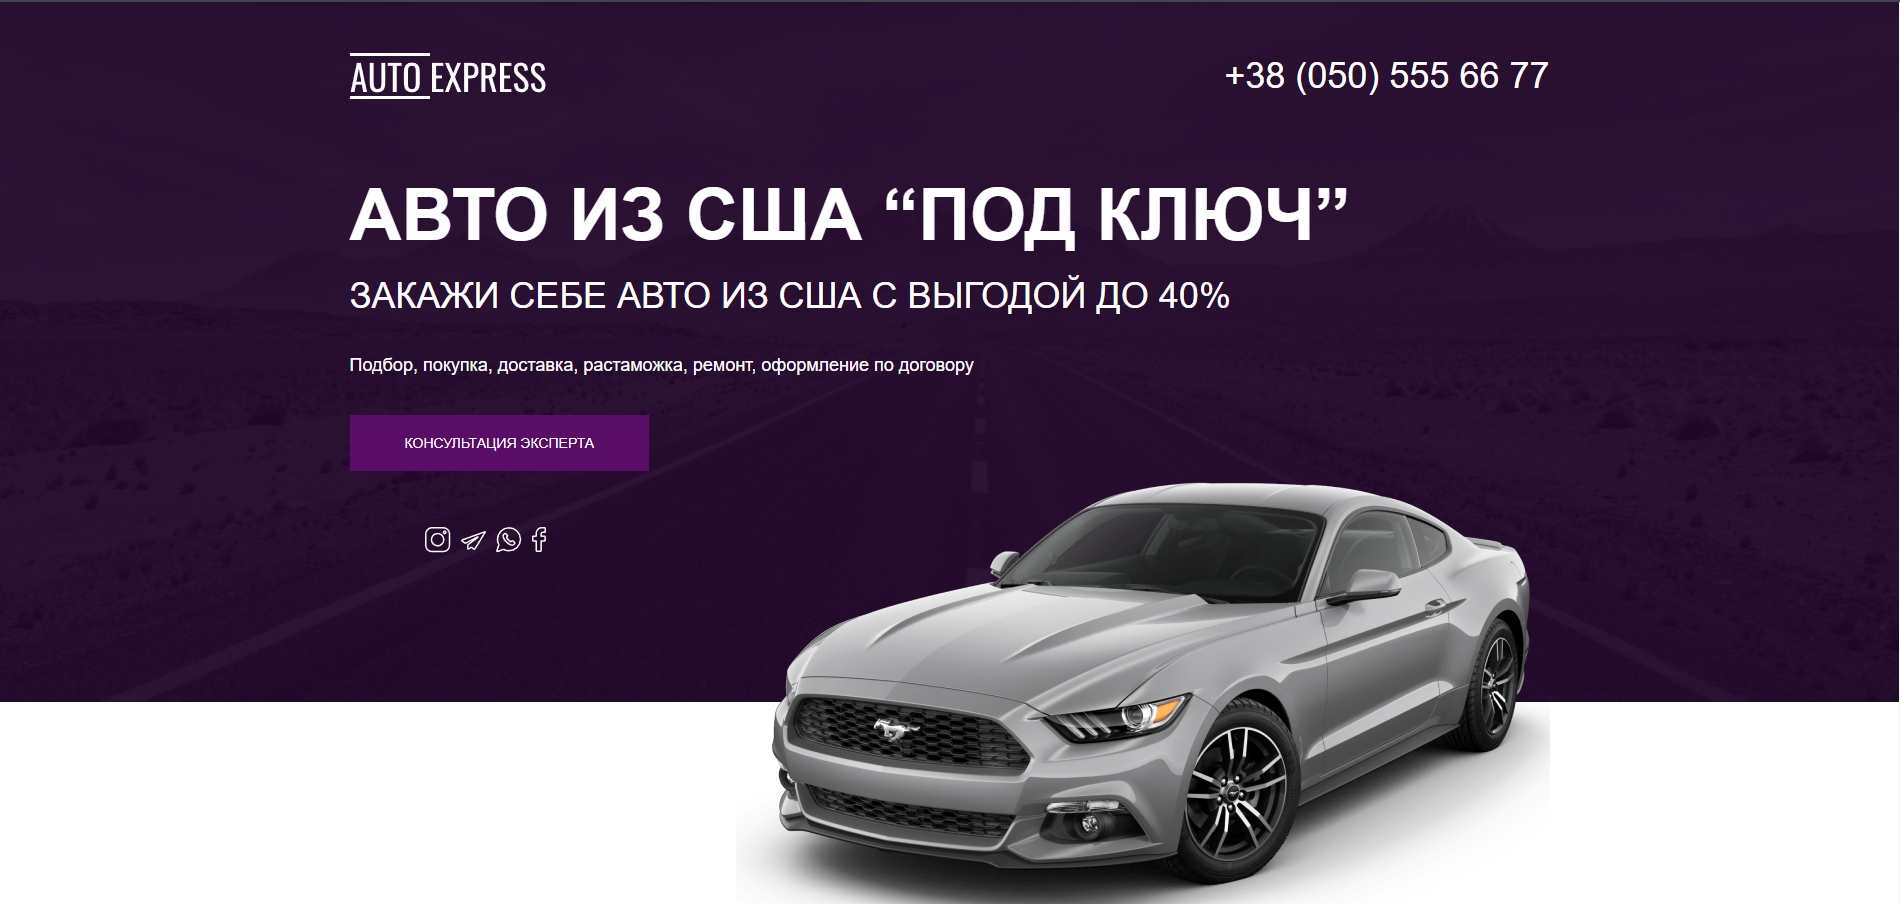 AUTO EXPRESS
+38 (050) 555 66 77
АВТО ИЗ США “ПОД КЛЮЧ”
ЗАКАЖИ СЕБЕ АВТО ИЗ США С ВЫГОДОЙ ДО 40%
Подбор, покупка, доставка, растаможка, ремонт, оформление по договору
КОНСУЛЬТАЦИЯ ЭКСПЕРТА